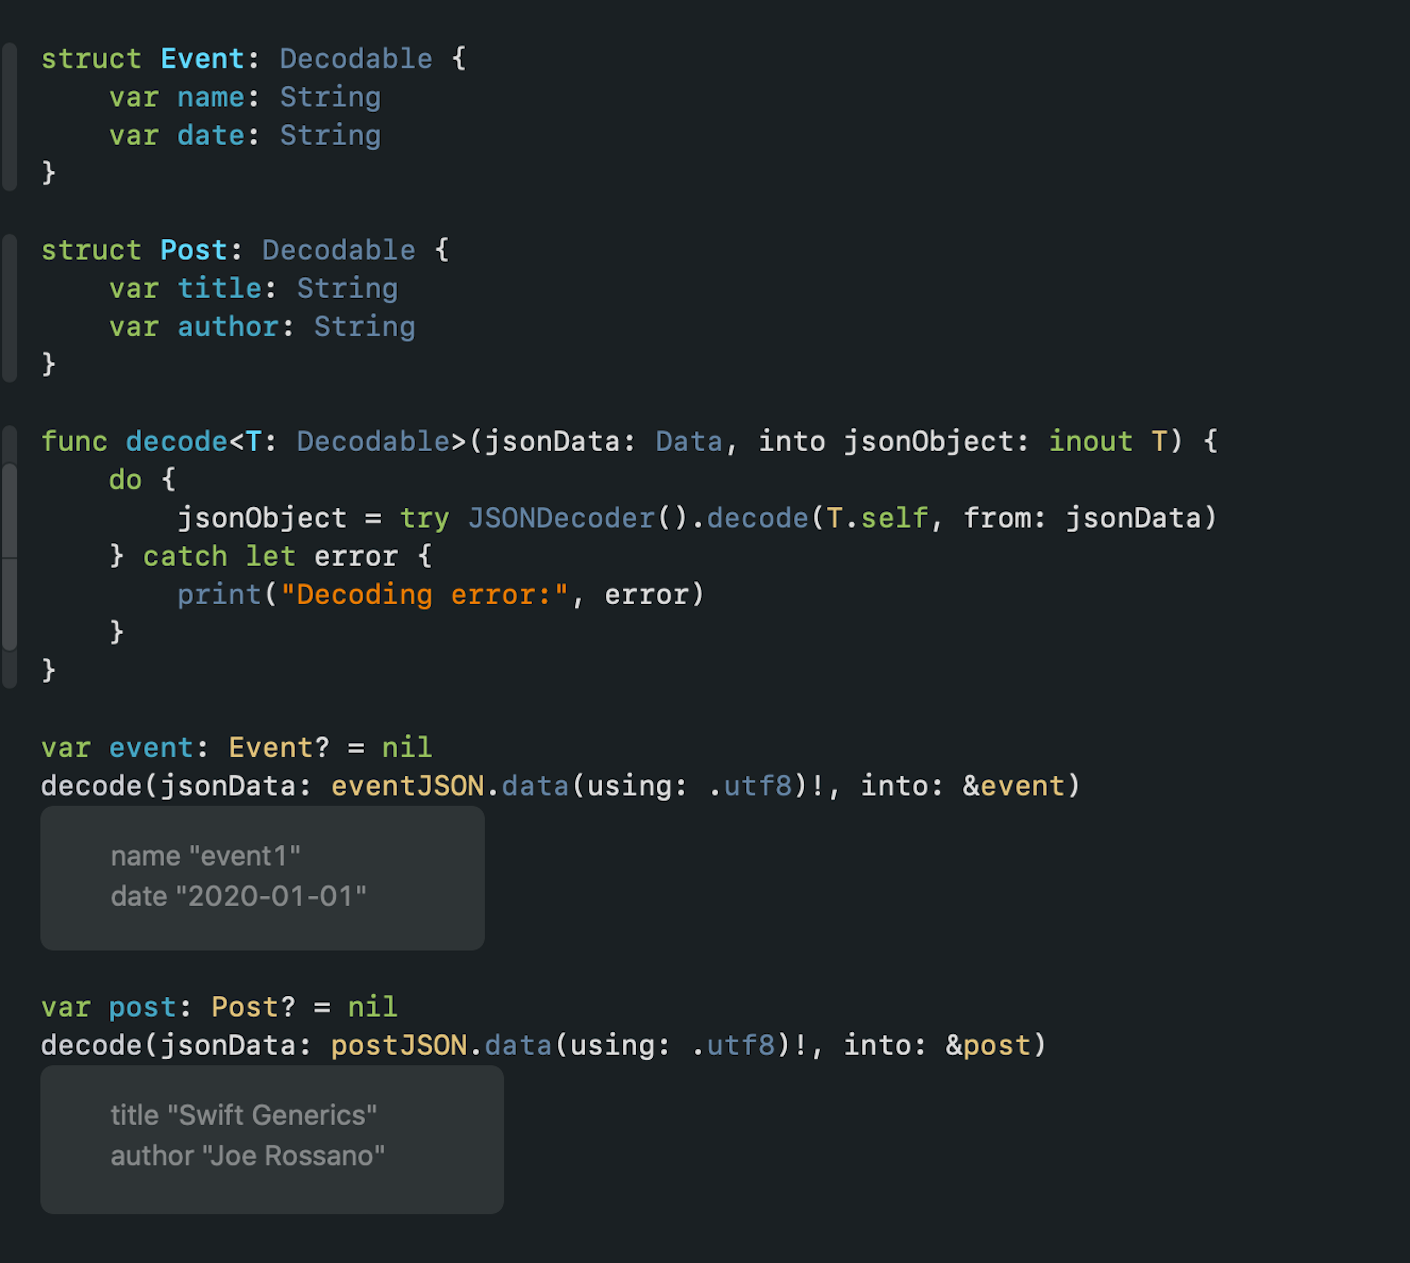 struct Event: Decodable {
    var name: String
    var date: String
}
struct Post: Decodable {
    var title: String
    var author: String
}
func decode<T: Decodable>(jsonData: Data, into jsonObject: inout T) {
    do {
        jsonObject = try JSONDecoder().decode(T.self, from: jsonData)
    } catch let error {
        print("Decoding error:", error)
    }
}
var event: Event? = nil
decode(jsonData: eventJSON.data(using: .utf8)!, into: &event)
name "event1"
date "2020-01-01"
var post: Post? = nil
decode(jsonData: postJSON.data(using: .utf8)!, into: &post)
title "Swift Generics"
author "Joe Rossano"